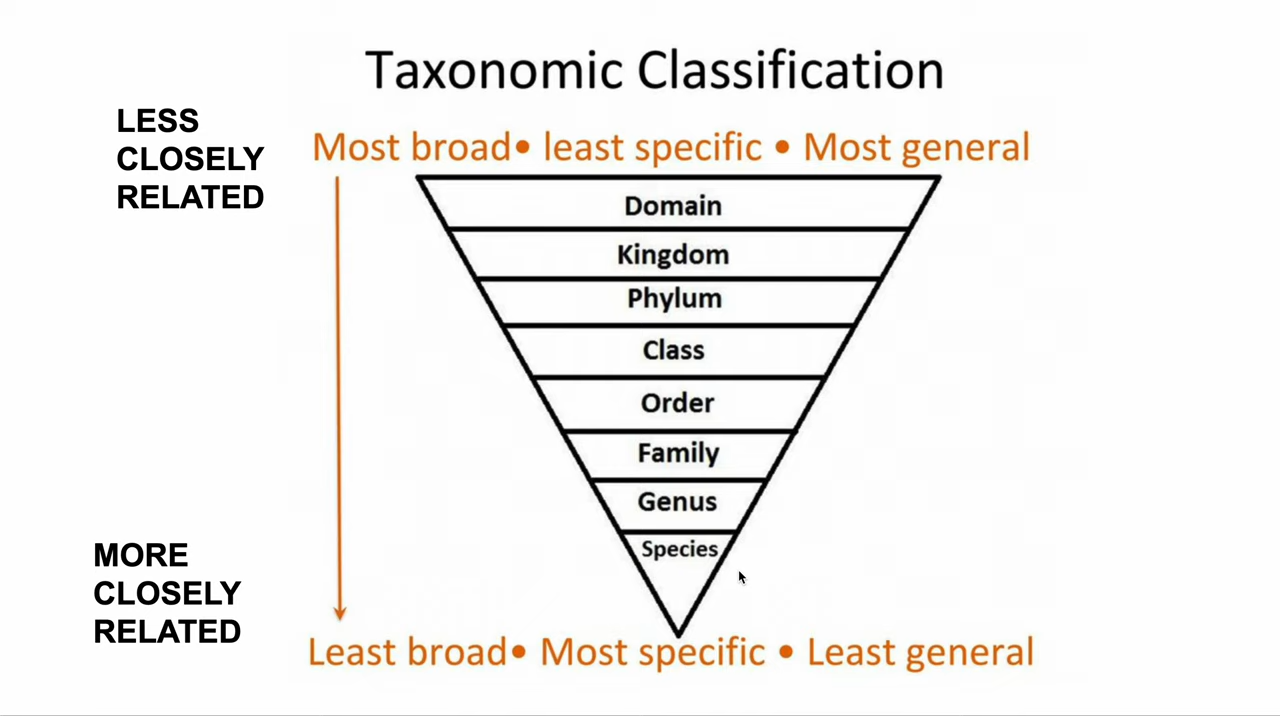 Taxonomic Classification
LESS
CLOSELY
RELATED
Most broad• least specific • Most general
Domain
Kingdom
Phylum
Class
Order
Family
Genus
Species
MORE
CLOSELY
RELATED
Least broad• Most specific • Least general